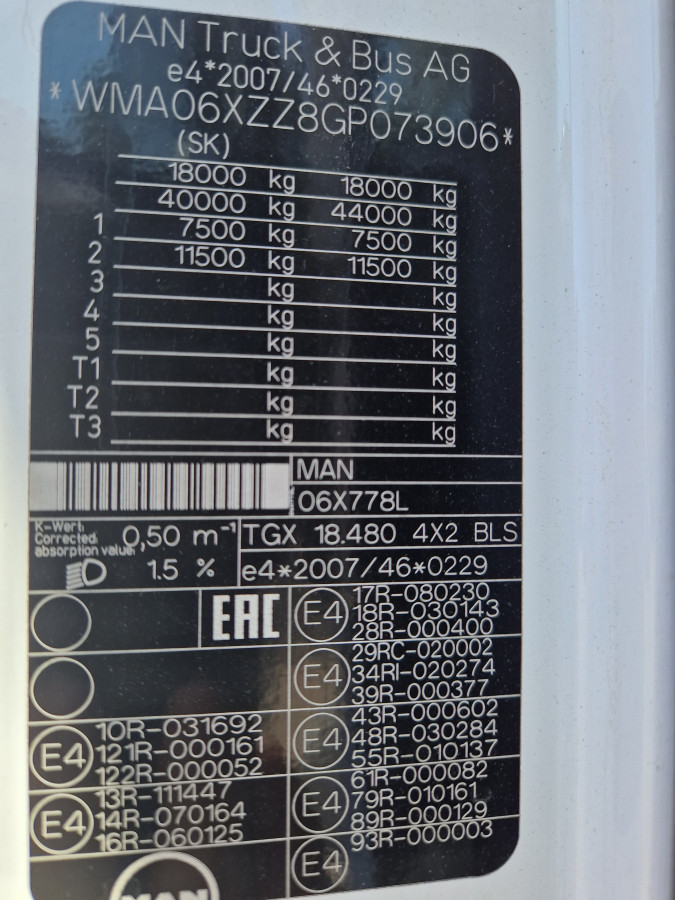 MAN Truck & Bus AG
e4*2007/46*0229
*WMA06XZZ8GP073906*
(SK)
18000 kg 18000 kg
40000 kg 44000 kg
1 7500 kg 7500 kg
2 11500 kg 11500 kg
3 kg kg
4 kg kg
5 kg kg
T1 kg kg
T2 kg kg
T3 kg kg
MAN
06X778L
K-Wert:
Corrected
absorption value:
0,50 m⁻¹
TGX 18.480 4X2 BLS
1.5 %
e4*2007/46*0229
EAC
E4
17R-080230
18R-030143
28R-000400
E4
29RC-020002
34RI-020274
39R-000377
E4
10R-031692
121R-000161
122R-000052
E4
43R-000602
48R-030284
55R-010137
E4
13R-111447
14R-070164
16R-060125
E4
61R-000082
79R-010161
89R-000129
E4
93R-000003
MAN